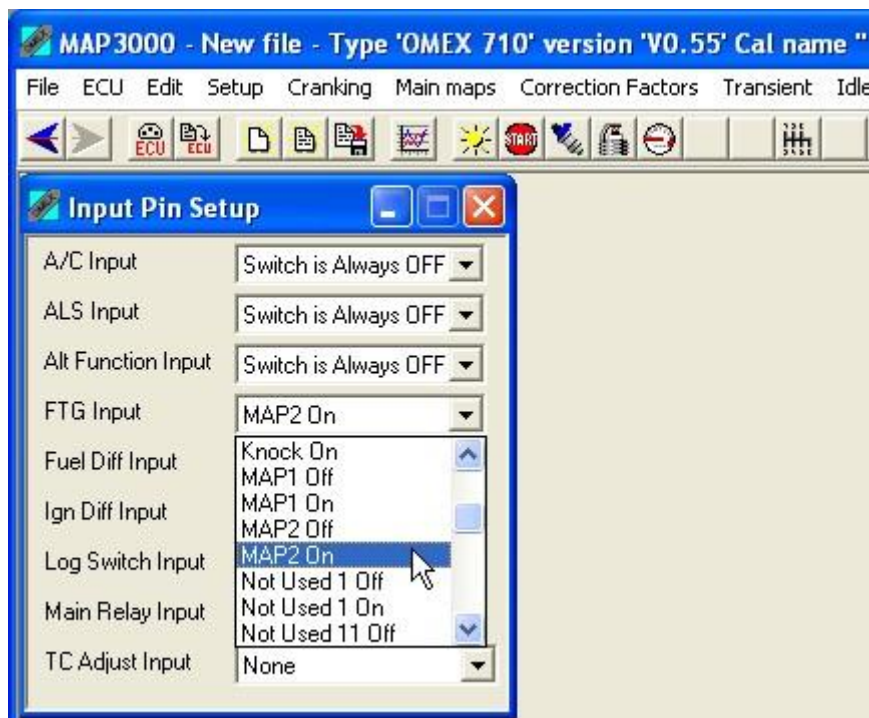 MAP3000 - New file - Type 'OMEX 710' version 'V0.55' Cal name "
File ECU Edit Setup Cranking Main maps Correction Factors Transient Idle
ECU ECU START
Input Pin Setup
A/C Input Switch is Always OFF
ALS Input Switch is Always OFF
Alt Function Input Switch is Always OFF
FTG Input MAP2 On
Fuel Diff Input
Ign Diff Input
Log Switch Input
Main Relay Input
Knock On
MAP1 Off
MAP1 On
MAP2 Off
MAP2 On
Not Used 1 Off
Not Used 1 On
Not Used 11 Off
TC Adjust Input None